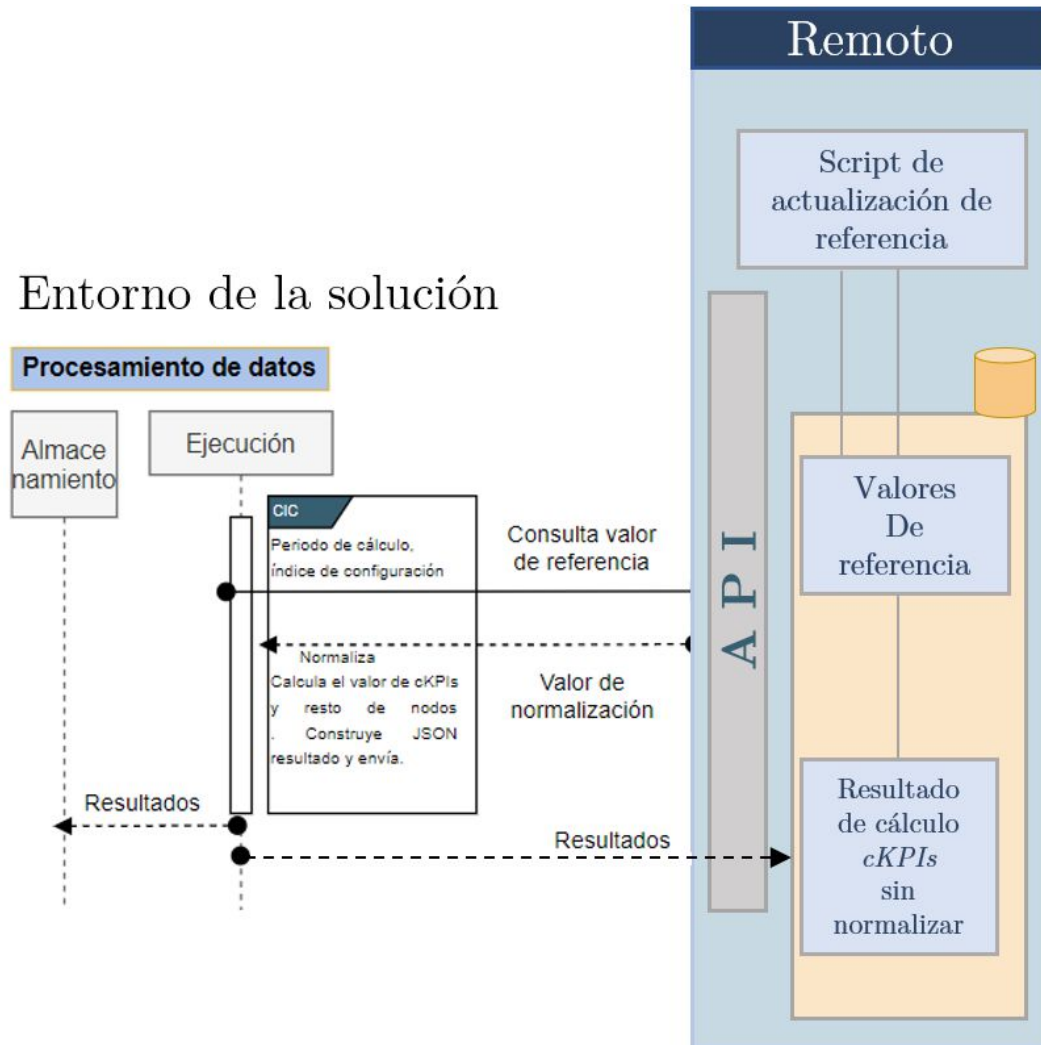 Remoto
Script de
actualización de
referencia
Entorno de la solución
Procesamiento de datos
Almace
namiento
Ejecución
CIC
Periodo de cálculo,
índice de configuración
Consulta valor
de referencia
Normaliza
Calcula el valor de cKPIs
y resto de nodos
. Construye JSON
resultado y envía.
Valor de
normalización
Resultados
Resultados
API
Valores
De
referencia
Resultado
de cálculo
cKPIs
sin
normalizar